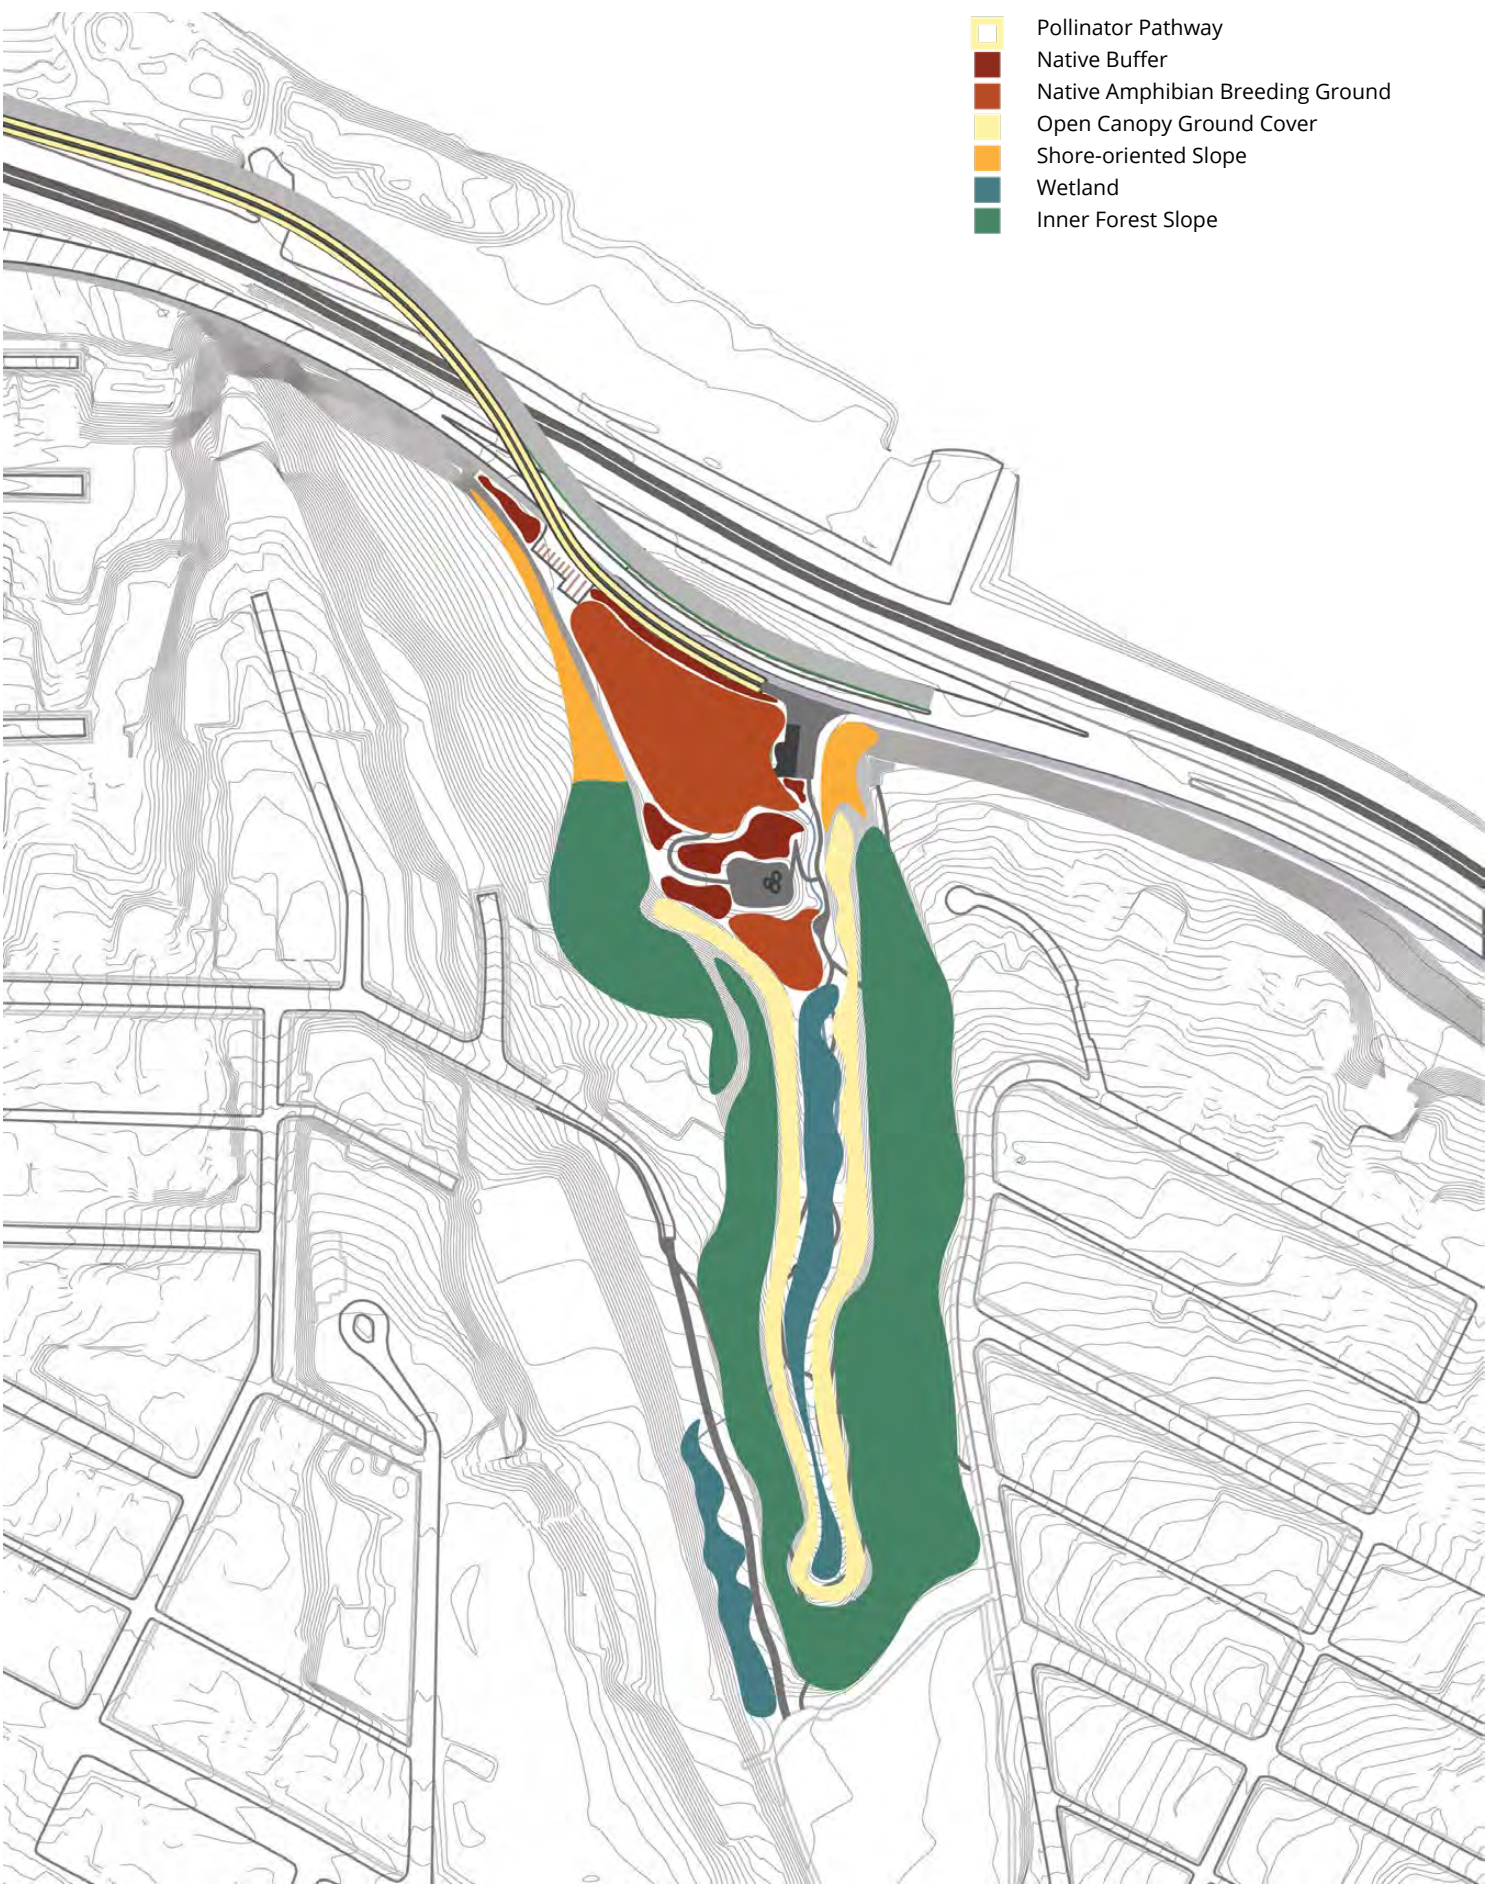 Pollinator Pathway
Native Buffer
Native Amphibian Breeding Ground
Open Canopy Ground Cover
Shore-oriented Slope
Wetland
Inner Forest Slope